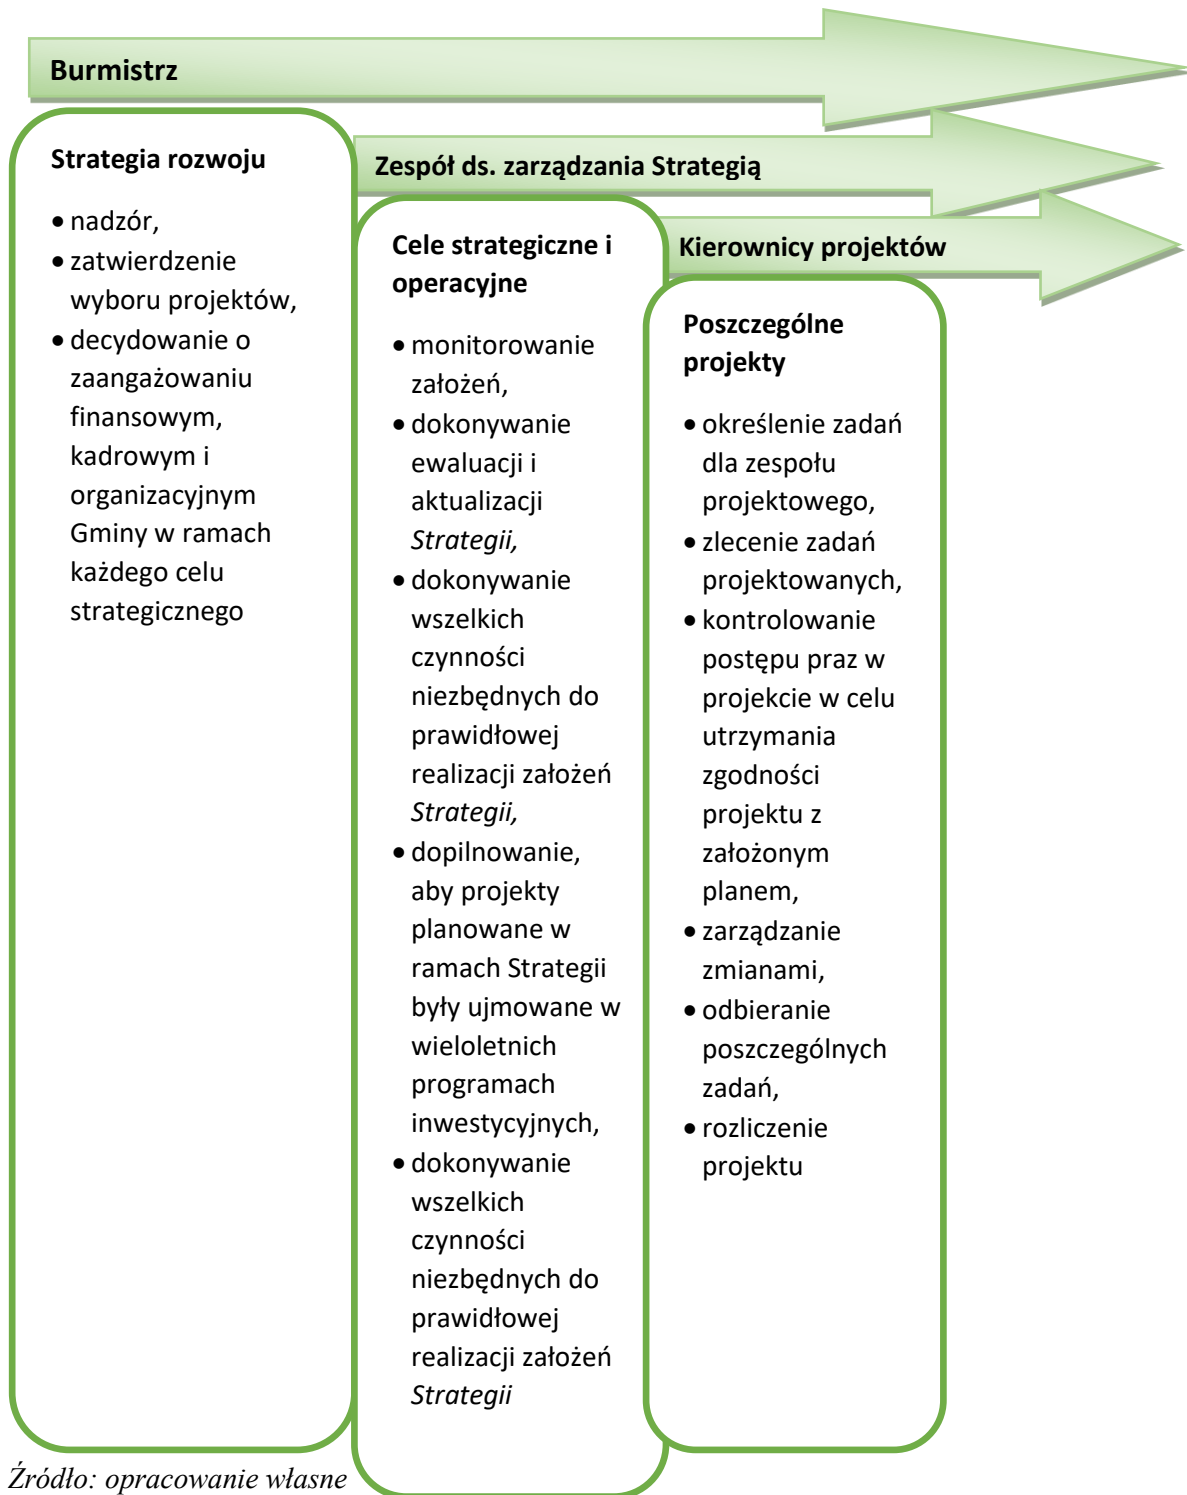 Burmistrz
Strategia rozwoju
• nadzór,
• zatwierdzenie
wyboru projektów,
• decydowanie o
zaangażowaniu
finansowym,
kadrowym i
organizacyjnym
Gminy w ramach
każdego celu
strategicznego
Zespół ds. zarządzania Strategią
Cele strategiczne i
operacyjne
• monitorowanie
założeń,
• dokonywanie
ewaluacji i
aktualizacji
Strategii,
• dokonywanie
wszelkich
czynności
niezbędnych do
prawidłowej
realizacji założeń
Strategii,
• dopilnowanie,
aby projekty
planowane w
ramach Strategii
były ujmowane w
wieloletnich
programach
inwestycyjnych,
• dokonywanie
wszelkich
czynności
niezbędnych do
prawidłowej
realizacji założeń
Strategii
Kierownicy projektów
Poszczególne
projekty
• określenie zadań
dla zespołu
projektowego,
• zlecenie zadań
projektowanych,
• kontrolowanie
postępu praz w
projekcie w celu
utrzymania
zgodności
projektu z
założonym
planem,
• zarządzanie
zmianami,
• odbieranie
poszczególnych
zadań,
• rozliczenie
projektu
Źródło: opracowanie własne